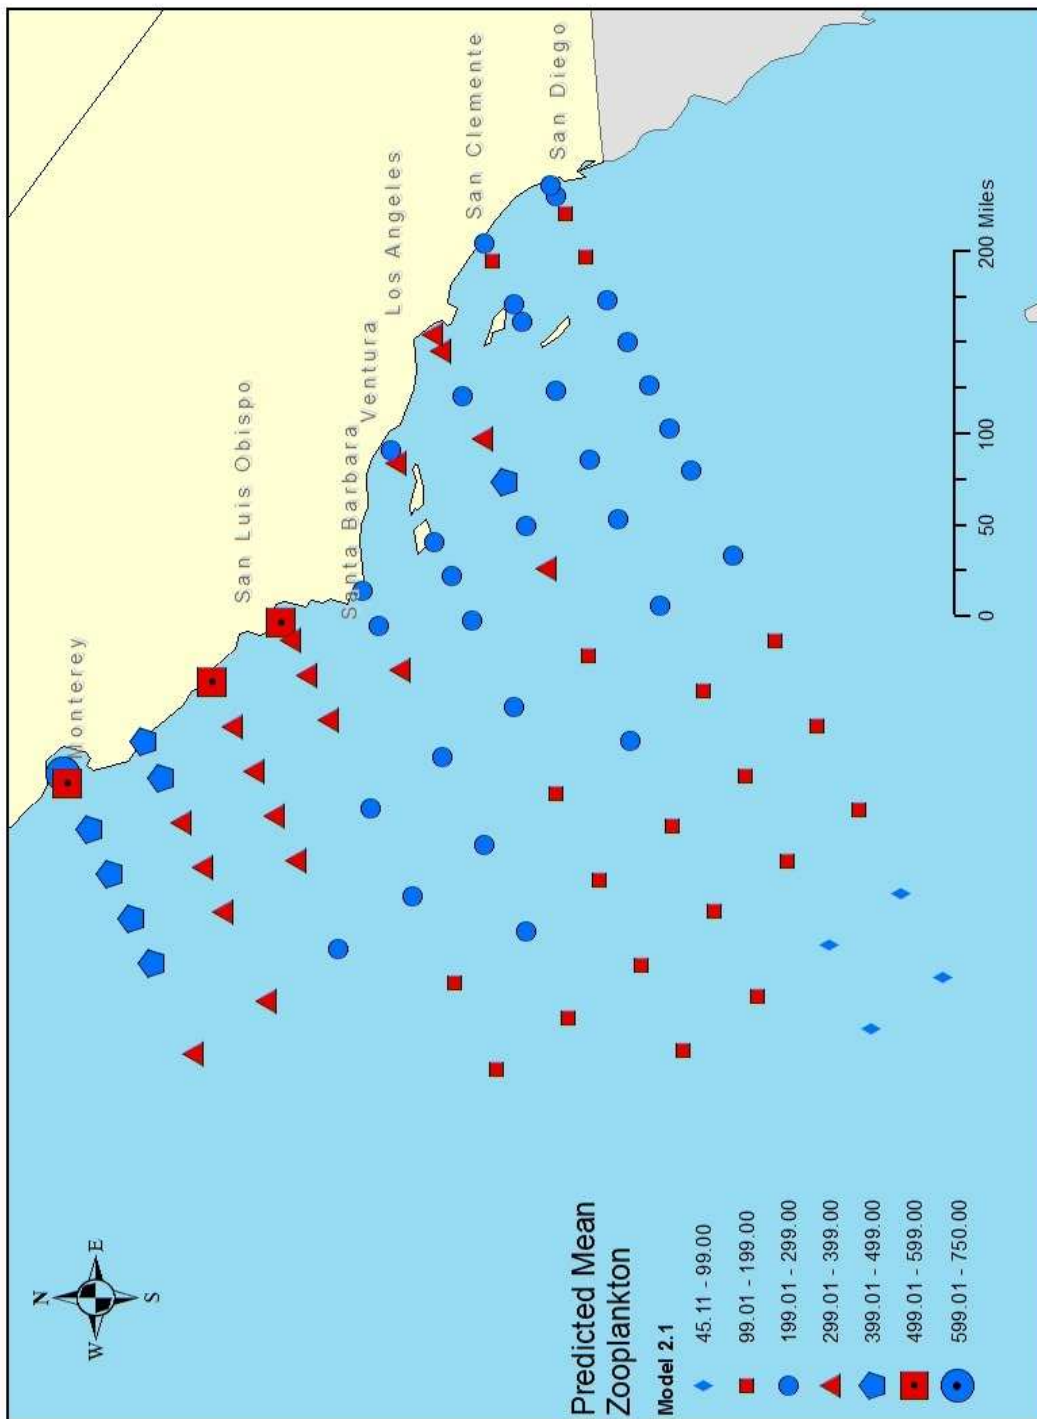 Monterey
San Luis Obispo
Santa Barbara
Ventura
Los Angeles
San Clemente
San Diego
N
W
E
S
Predicted Mean
Zooplankton
Model 2.1
45.11 - 99.00
99.01 - 199.00
199.01 - 299.00
299.01 - 399.00
399.01 - 499.00
499.01 - 599.00
599.01 - 750.00
0 50 100 200 Miles